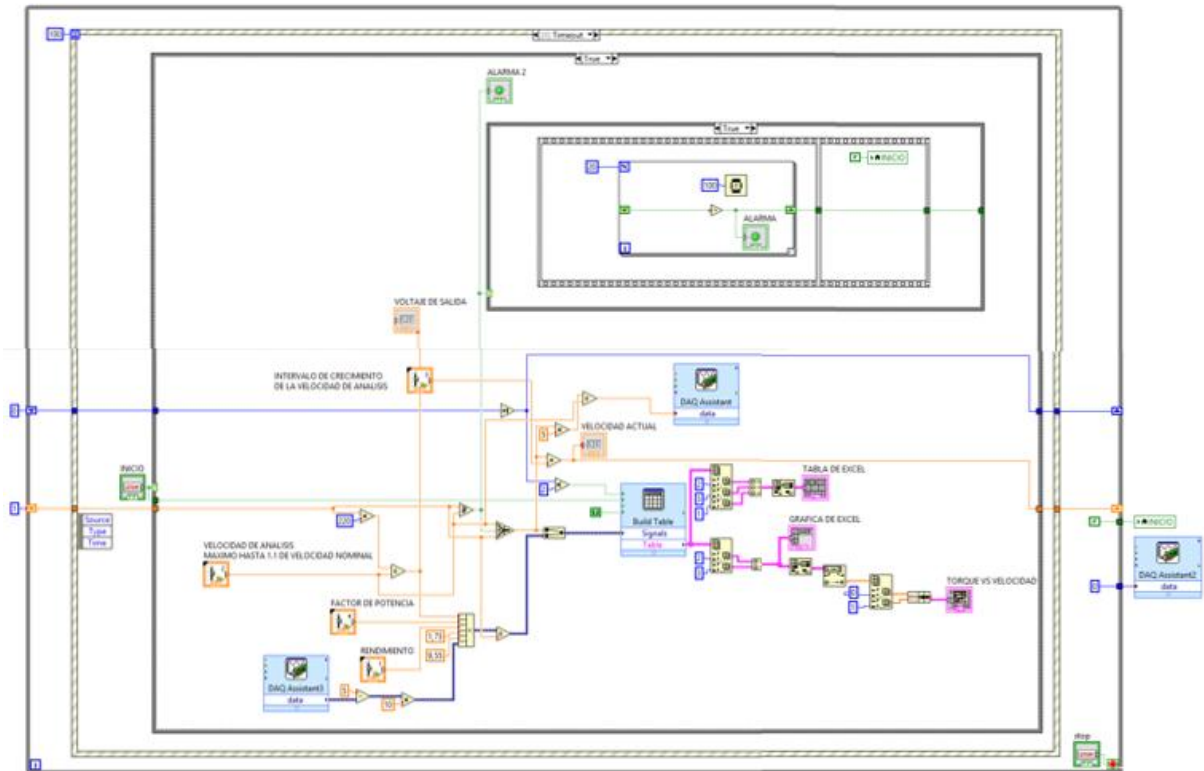 100
Timeout
True
ALARMA 2
True
100
ALARMA
INICIO
VOLTAJE DE SALIDA
INTERVALO DE CRECIMIENTO
DE LA VELOCIDAD DE ANALISIS
DAQ Assistant
data
5
VELOCIDAD ACTUAL
INICIO
TABLA DE EXCEL
Build Table
Signals
Table
GRAFICA DE EXCEL
Source
Type
Time
120
VELOCIDAD DE ANALISIS
MAXIMO HASTA 1.1 DE VELOCIDAD NOMINAL
INICIO
DAQ Assistant2
data
TORQUE VS VELOCIDAD
FACTOR DE POTENCIA
1,73
9,55
RENDIMIENTO
DAQ Assistant3
data
5
10
stop